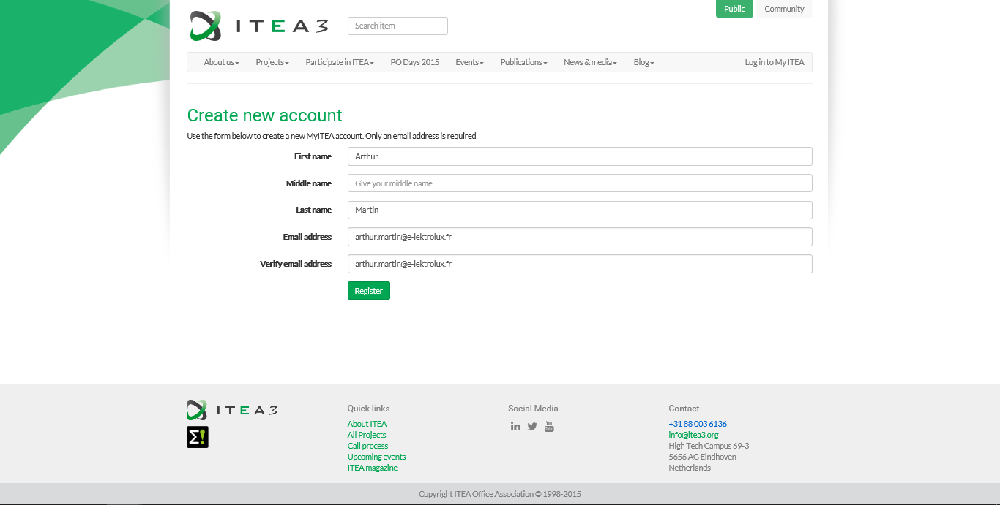 Public Community
ITEA3 Search item
About us Projects Participate in ITEA PO Days 2015 Events Publications News & media Blog Log in to My ITEA
Create new account
Use the form below to create a new MyITEA account. Only an email address is required
First name Arthur
Middle name Give your middle name
Last name Martin
Email address arthur.martin@e-lektrolux.fr
Verify email address arthur.martin@e-lektrolux.fr
Register
ITEA3
Σ!
Quick links
About ITEA
All Projects
Call process
Upcoming events
ITEA magazine
Social Media
in You Tube
Contact
+31 88 003 6136
info@itea3.org
High Tech Campus 69-3
5656 AG Eindhoven
Netherlands
Copyright ITEA Office Association © 1998-2015